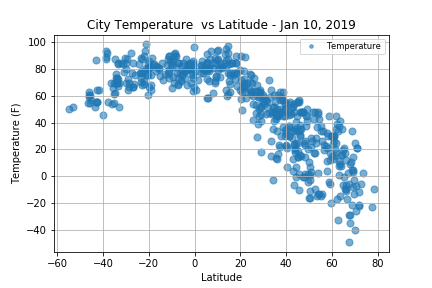 City Temperature  vs Latitude - Jan 10, 2019
Temperature
Temperature (F)
100
80
60
40
20
0
−20
−40
−60 −40 −20 0 20 40 60 80
Latitude